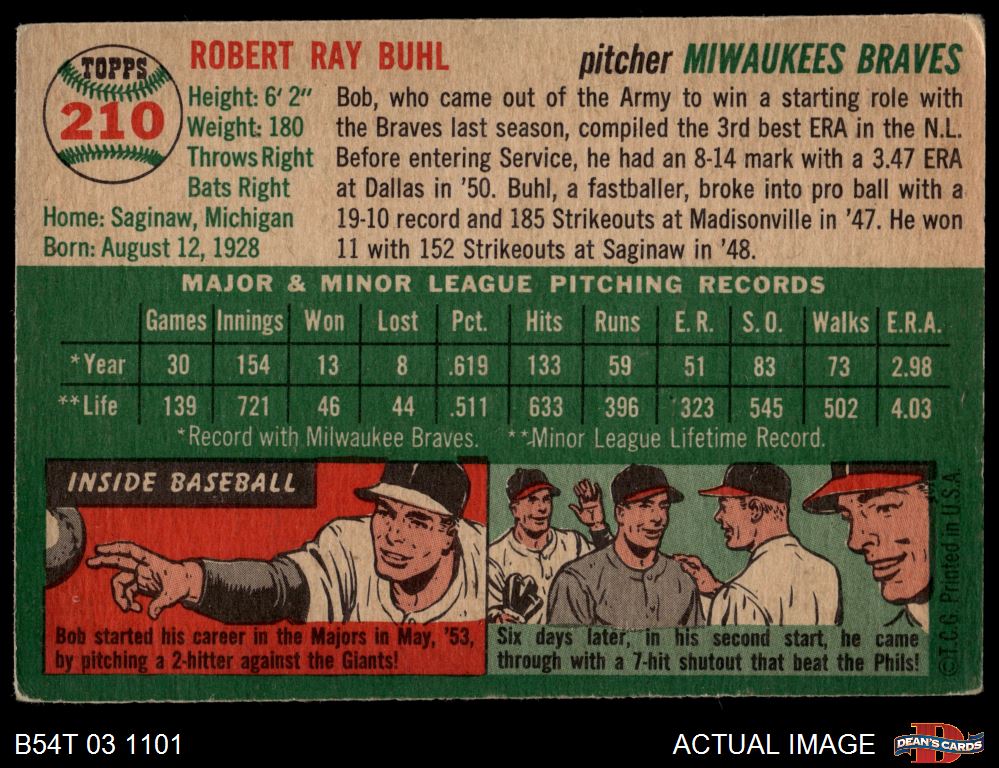 TOPPS
210
ROBERT RAY BUHL
pitcher MIWAUKEES BRAVES
Height: 6' 2"
Weight: 180
Throws Right
Bats Right
Home: Saginaw, Michigan
Born: August 12, 1928
Bob, who came out of the Army to win a starting role with
the Braves last season, compiled the 3rd best ERA in the N.L.
Before entering Service, he had an 8-14 mark with a 3.47 ERA
at Dallas in '50. Buhl, a fastballer, broke into pro ball with a
19-10 record and 185 Strikeouts at Madisonville in '47. He won
11 with 152 Strikeouts at Saginaw in '48.
MAJOR & MINOR LEAGUE PITCHING RECORDS
Games Innings Won Lost Pct. Hits Runs E.R. S.O. Walks E.R.A.
*Year 30 154 13 8 .619 133 59 51 83 73 2.98
**Life 139 721 46 44 .511 633 396 323 545 502 4.03
*Record with Milwaukee Braves. **Minor League Lifetime Record.
INSIDE BASEBALL
Bob started his career in the Majors in May, '53,
by pitching a 2-hitter against the Giants!
Six days later, in his second start, he came
through with a 7-hit shutout that beat the Phils!
©T.C.G. Printed in U.S.A.
B54T 03 1101
ACTUAL IMAGE
DEAN'S CARDS